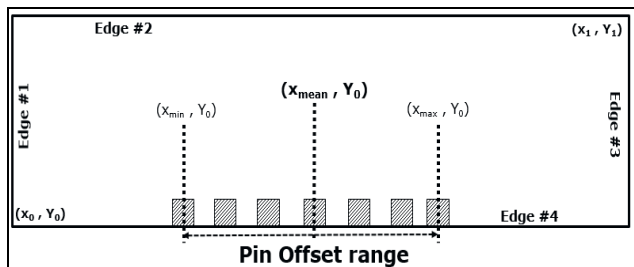 Edge #2
(x₁ , Y₁)
Edge #1
(xmean , Y₀)
Edge #3
(xmin , Y₀)
(xmax , Y₀)
(x₀ , Y₀)
Edge #4
Pin Offset range